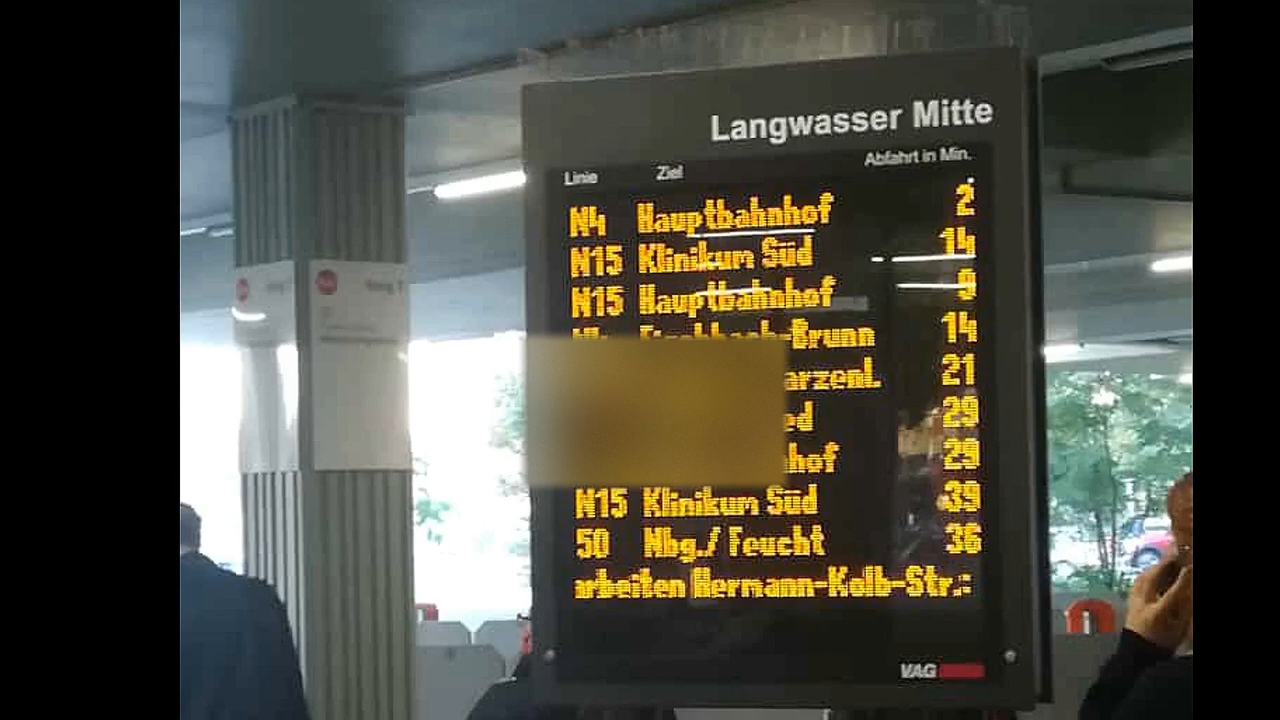 Langwasser Mitte
Linie Ziel Abfahrt in Min.
N4 Hauptbahnhof 2
N15 Klinikum Süd 14
N15 Hauptbahnhof 9
-Brunn 14
21
29
29
N15 Klinikum Süd 39
50 Nbg./ Feucht 36
arbeiten Hermann-Kolb-Str.:
VAG